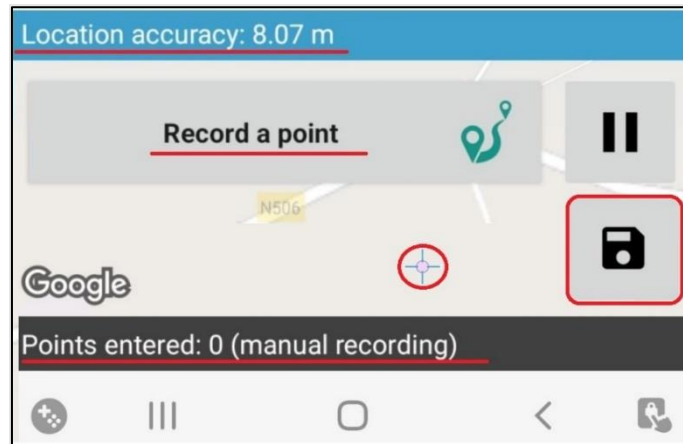 Location accuracy: 8.07 m
Record a point
N506
Google
Points entered: 0 (manual recording)